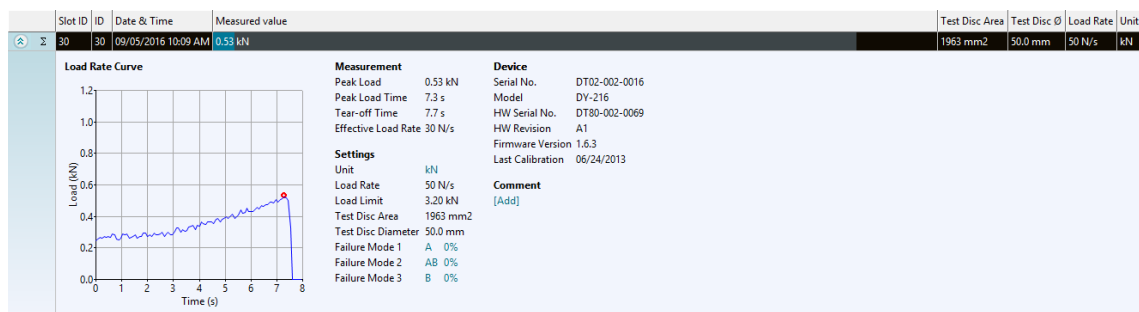 Slot ID ID Date & Time Measured value Test Disc Area Test Disc Ø Load Rate Unit
Σ 30 30 09/05/2016 10:09 AM 0.53 kN 1963 mm2 50.0 mm 50 N/s kN
Load Rate Curve
1.2
1.0
0.8
0.6
0.4
0.2
0.0
Load (kN)
0 1 2 3 4 5 6 7 8
Time (s)
Measurement
Peak Load 0.53 kN
Peak Load Time 7.3 s
Tear-off Time 7.7 s
Effective Load Rate 30 N/s
Settings
Unit kN
Load Rate 50 N/s
Load Limit 3.20 kN
Test Disc Area 1963 mm2
Test Disc Diameter 50.0 mm
Failure Mode 1 A 0%
Failure Mode 2 AB 0%
Failure Mode 3 B 0%
Device
Serial No. DT02-002-0016
Model DY-216
HW Serial No. DT80-002-0069
HW Revision A1
Firmware Version 1.6.3
Last Calibration 06/24/2013
Comment
[Add]